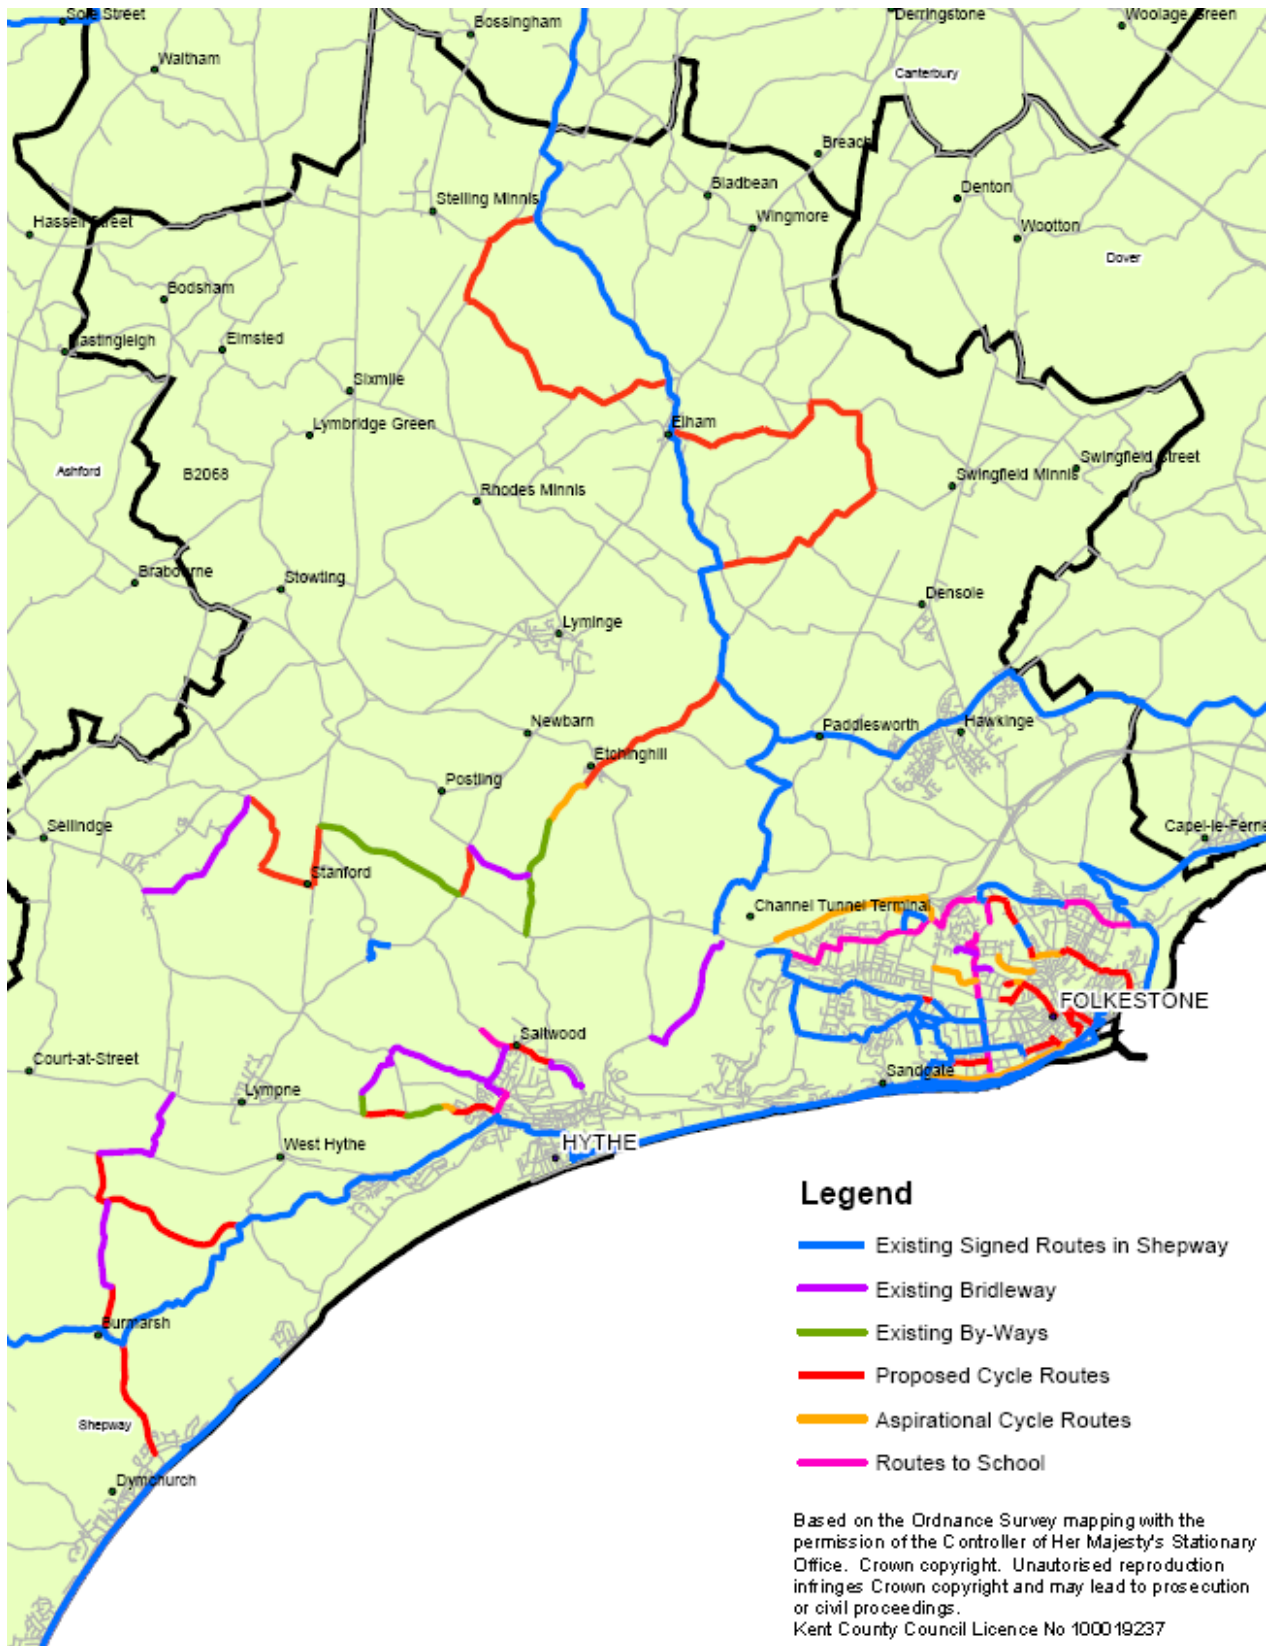 Sole Street
Bossingham
Derringstone
Woolage Green
Waltham
Canterbury
Breach
Stelling Minnis
Bladbean
Denton
Hassell Street
Wingmore
Wootton
Dover
Bodsham
Hastingleigh
Elmsted
Sixmile
Lymbridge Green
Elham
Ashford
B2068
Swingfield Street
Swingfield Minnis
Rhodes Minnis
Brabourne
Stowting
Densole
Lyminge
Newbarn
Paddlesworth
Hawkinge
Etchinghill
Postling
Sellindge
Capel-le-Ferne
Stanford
Channel Tunnel Terminal
FOLKESTONE
Saltwood
Court-at-Street
Sandgate
Lympne
West Hythe
HYTHE
Burmarsh
Shepway
Dymchurch
Legend
Existing Signed Routes in Shepway
Existing Bridleway
Existing By-Ways
Proposed Cycle Routes
Aspirational Cycle Routes
Routes to School
Based on the Ordnance Survey mapping with the
permission of the Controller of Her Majesty's Stationary
Office. Crown copyright. Unautorised reproduction
infringes Crown copyright and may lead to prosecution
or civil proceedings.
Kent County Council Licence No 100019237